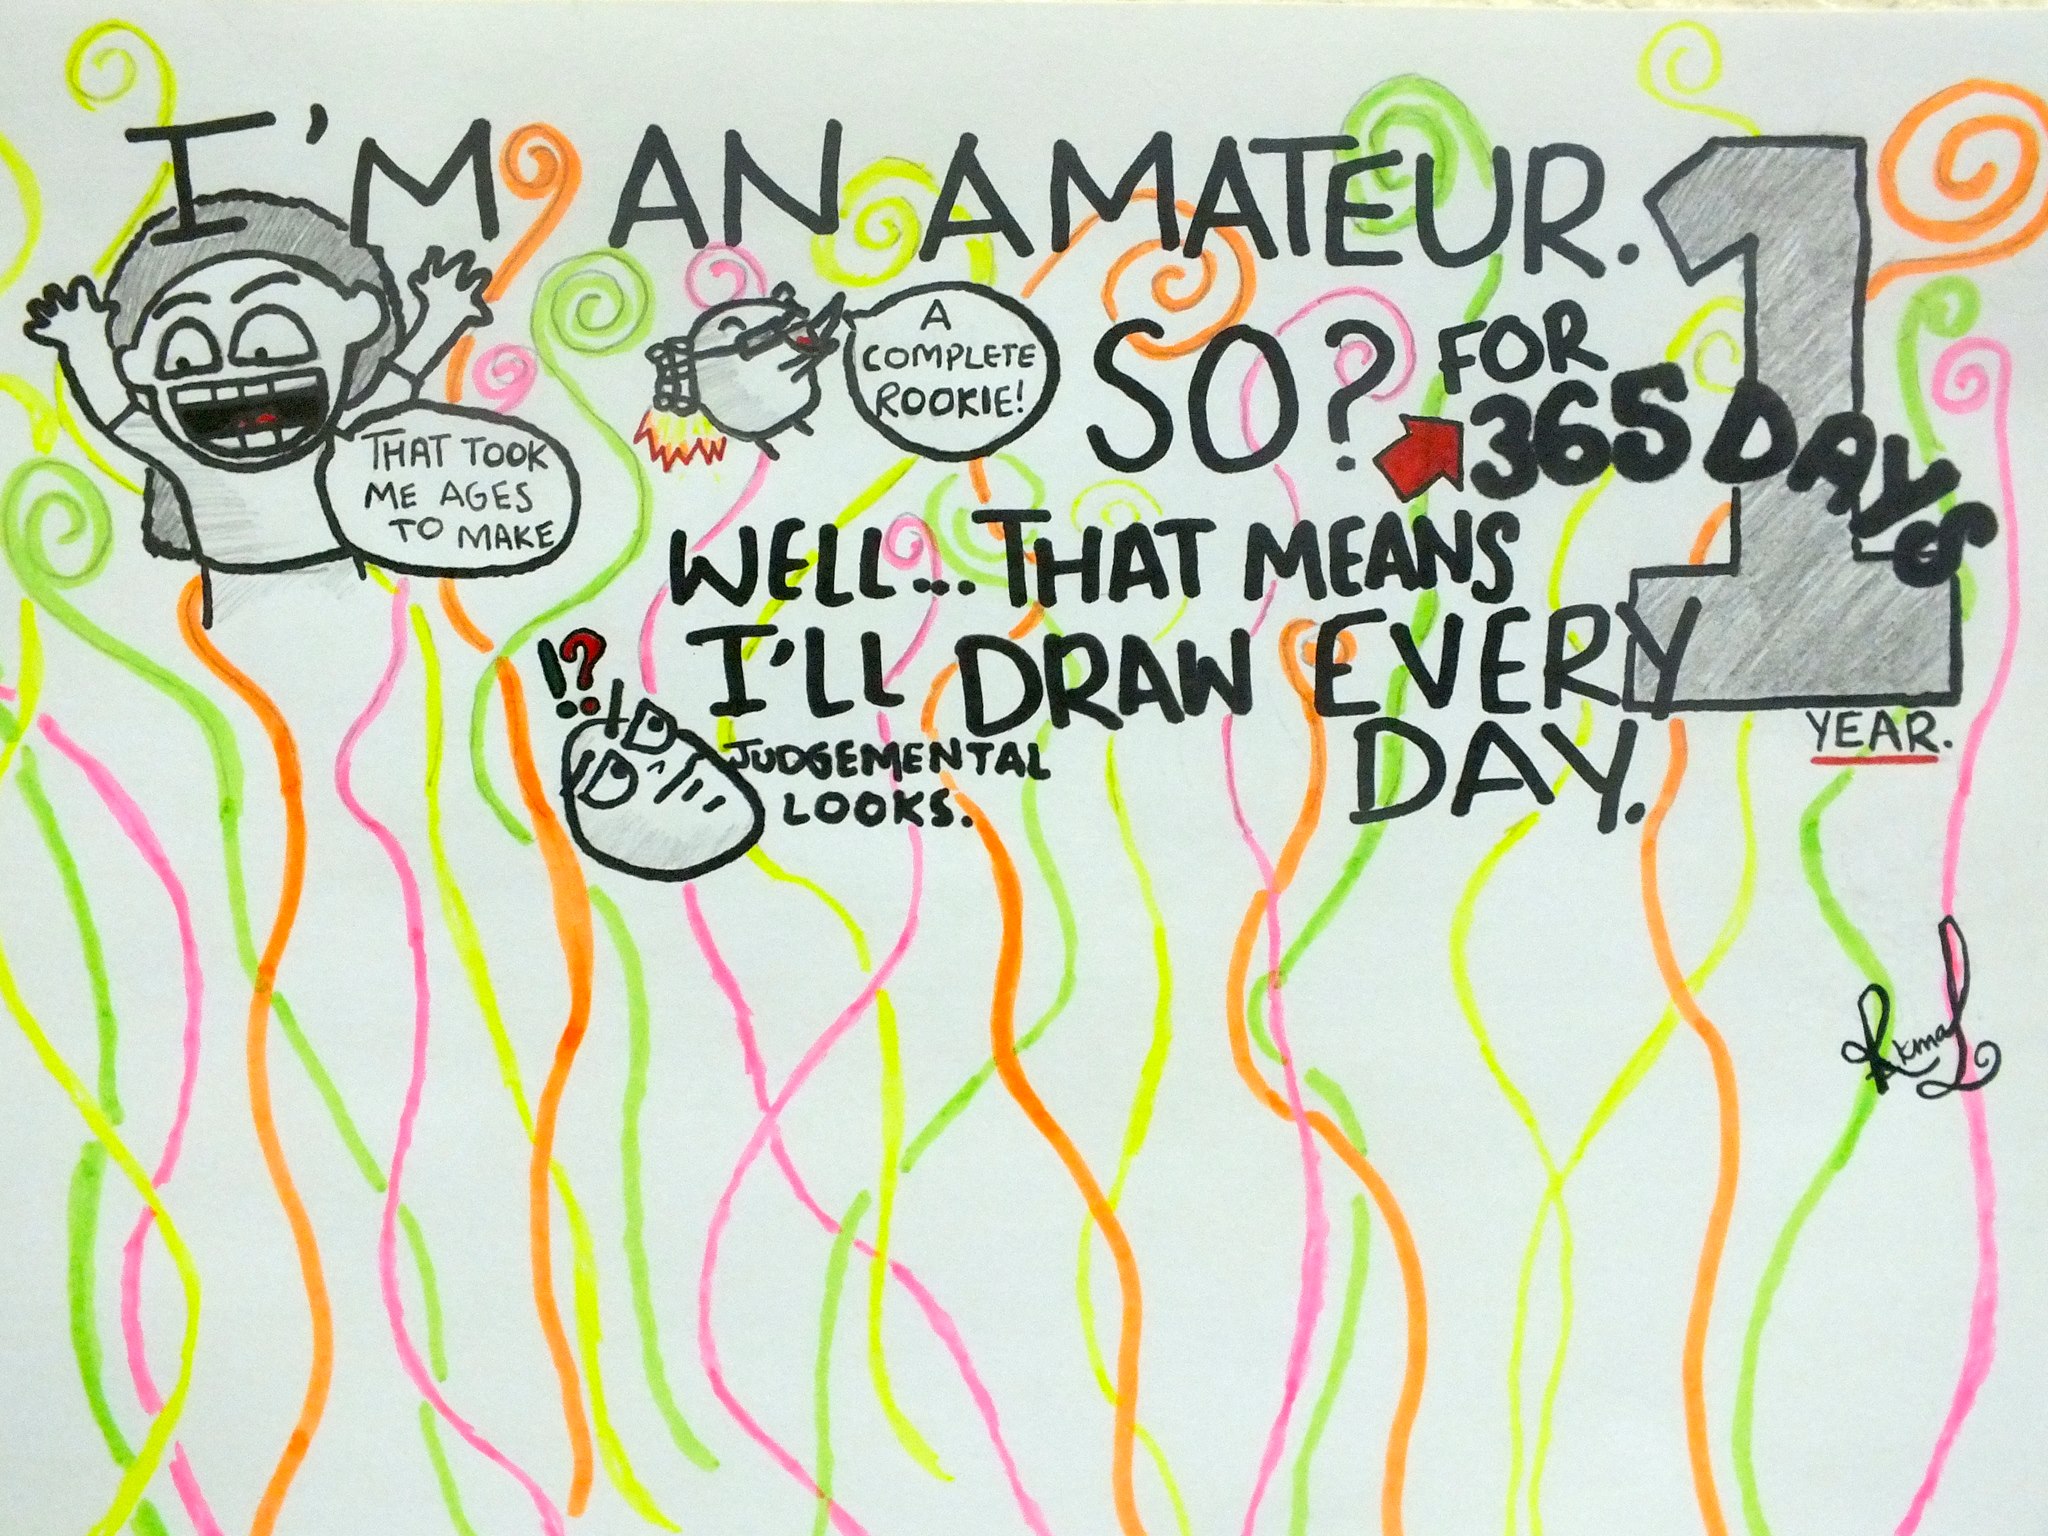 I'M AN AMATEUR.
THAT TOOK
ME AGES
TO MAKE
A
COMPLETE
ROOKIE!
SO?
FOR
365 DAYS
1
YEAR.
WELL... THAT MEANS
I'LL DRAW EVERY
DAY.
!?
JUDGEMENTAL
LOOKS.
Akmal